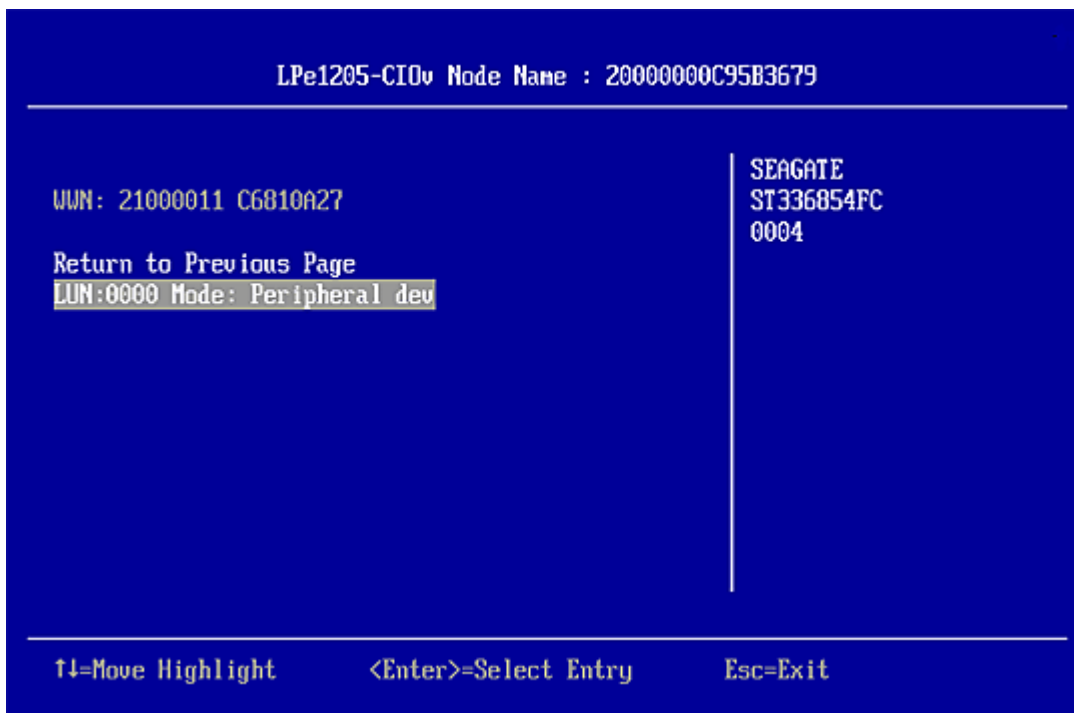 LPe1205-CIOv Node Name : 20000000C95B3679
WWN: 21000011 C6810A27
Return to Previous Page
LUN:0000 Mode: Peripheral dev
SEAGATE
ST336854FC
0004
↑↓=Move Highlight <Enter>=Select Entry Esc=Exit